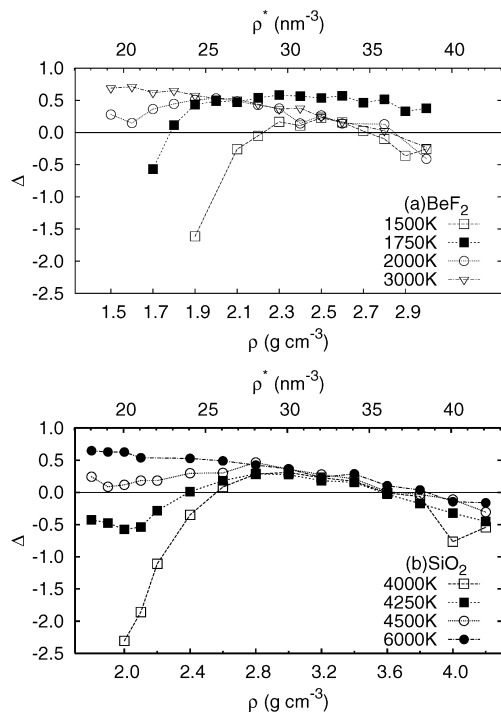 ρ* (nm-3)
20 24 28 32 36 40
1.0
0.5
0.0
-0.5
-1.0
-1.5
-2.0
-2.5
Δ
(a)BeF2
1500K
1750K
2000K
3000K
1.5 1.7 1.9 2.1 2.3 2.5 2.7 2.9
ρ (g cm-3)
ρ* (nm-3)
20 25 30 35 40
1.0
0.5
0.0
-0.5
-1.0
-1.5
-2.0
-2.5
Δ
(b)SiO2
4000K
4250K
4500K
6000K
2.0 2.4 2.8 3.2 3.6 4.0
ρ (g cm-3)